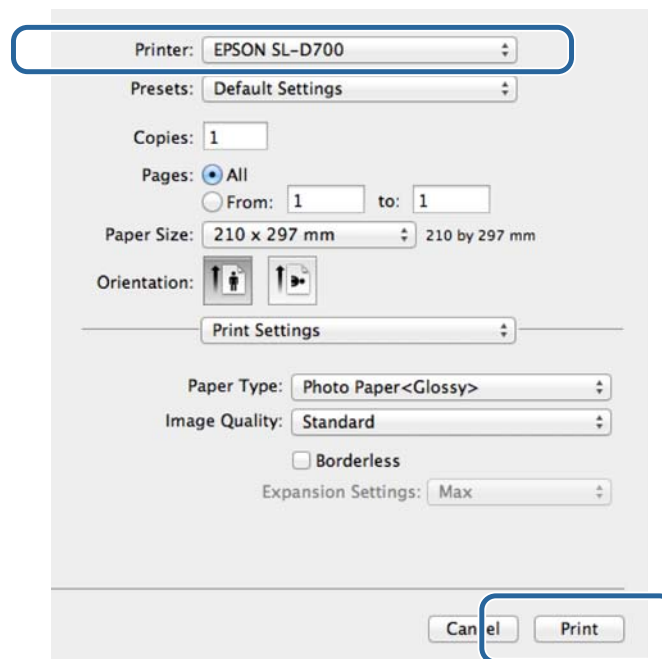 Printer: EPSON SL-D700
Presets: Default Settings
Copies: 1
Pages: All
From: 1 to: 1
Paper Size: 210 x 297 mm 210 by 297 mm
Orientation:
Print Settings
Paper Type: Photo Paper<Glossy>
Image Quality: Standard
Borderless
Expansion Settings: Max
Cancel Print